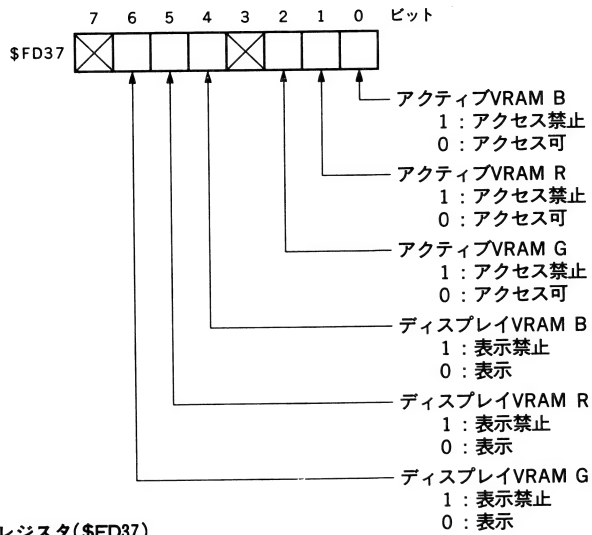 7 6 5 4 3 2 1 0 ビット
$FD37
アクティブVRAM B
1：アクセス禁止
0：アクセス可
アクティブVRAM R
1：アクセス禁止
0：アクセス可
アクティブVRAM G
1：アクセス禁止
0：アクセス可
ディスプレイVRAM B
1：表示禁止
0：表示
ディスプレイVRAM R
1：表示禁止
0：表示
ディスプレイVRAM G
1：表示禁止
0：表示
レジスタ($FD37)